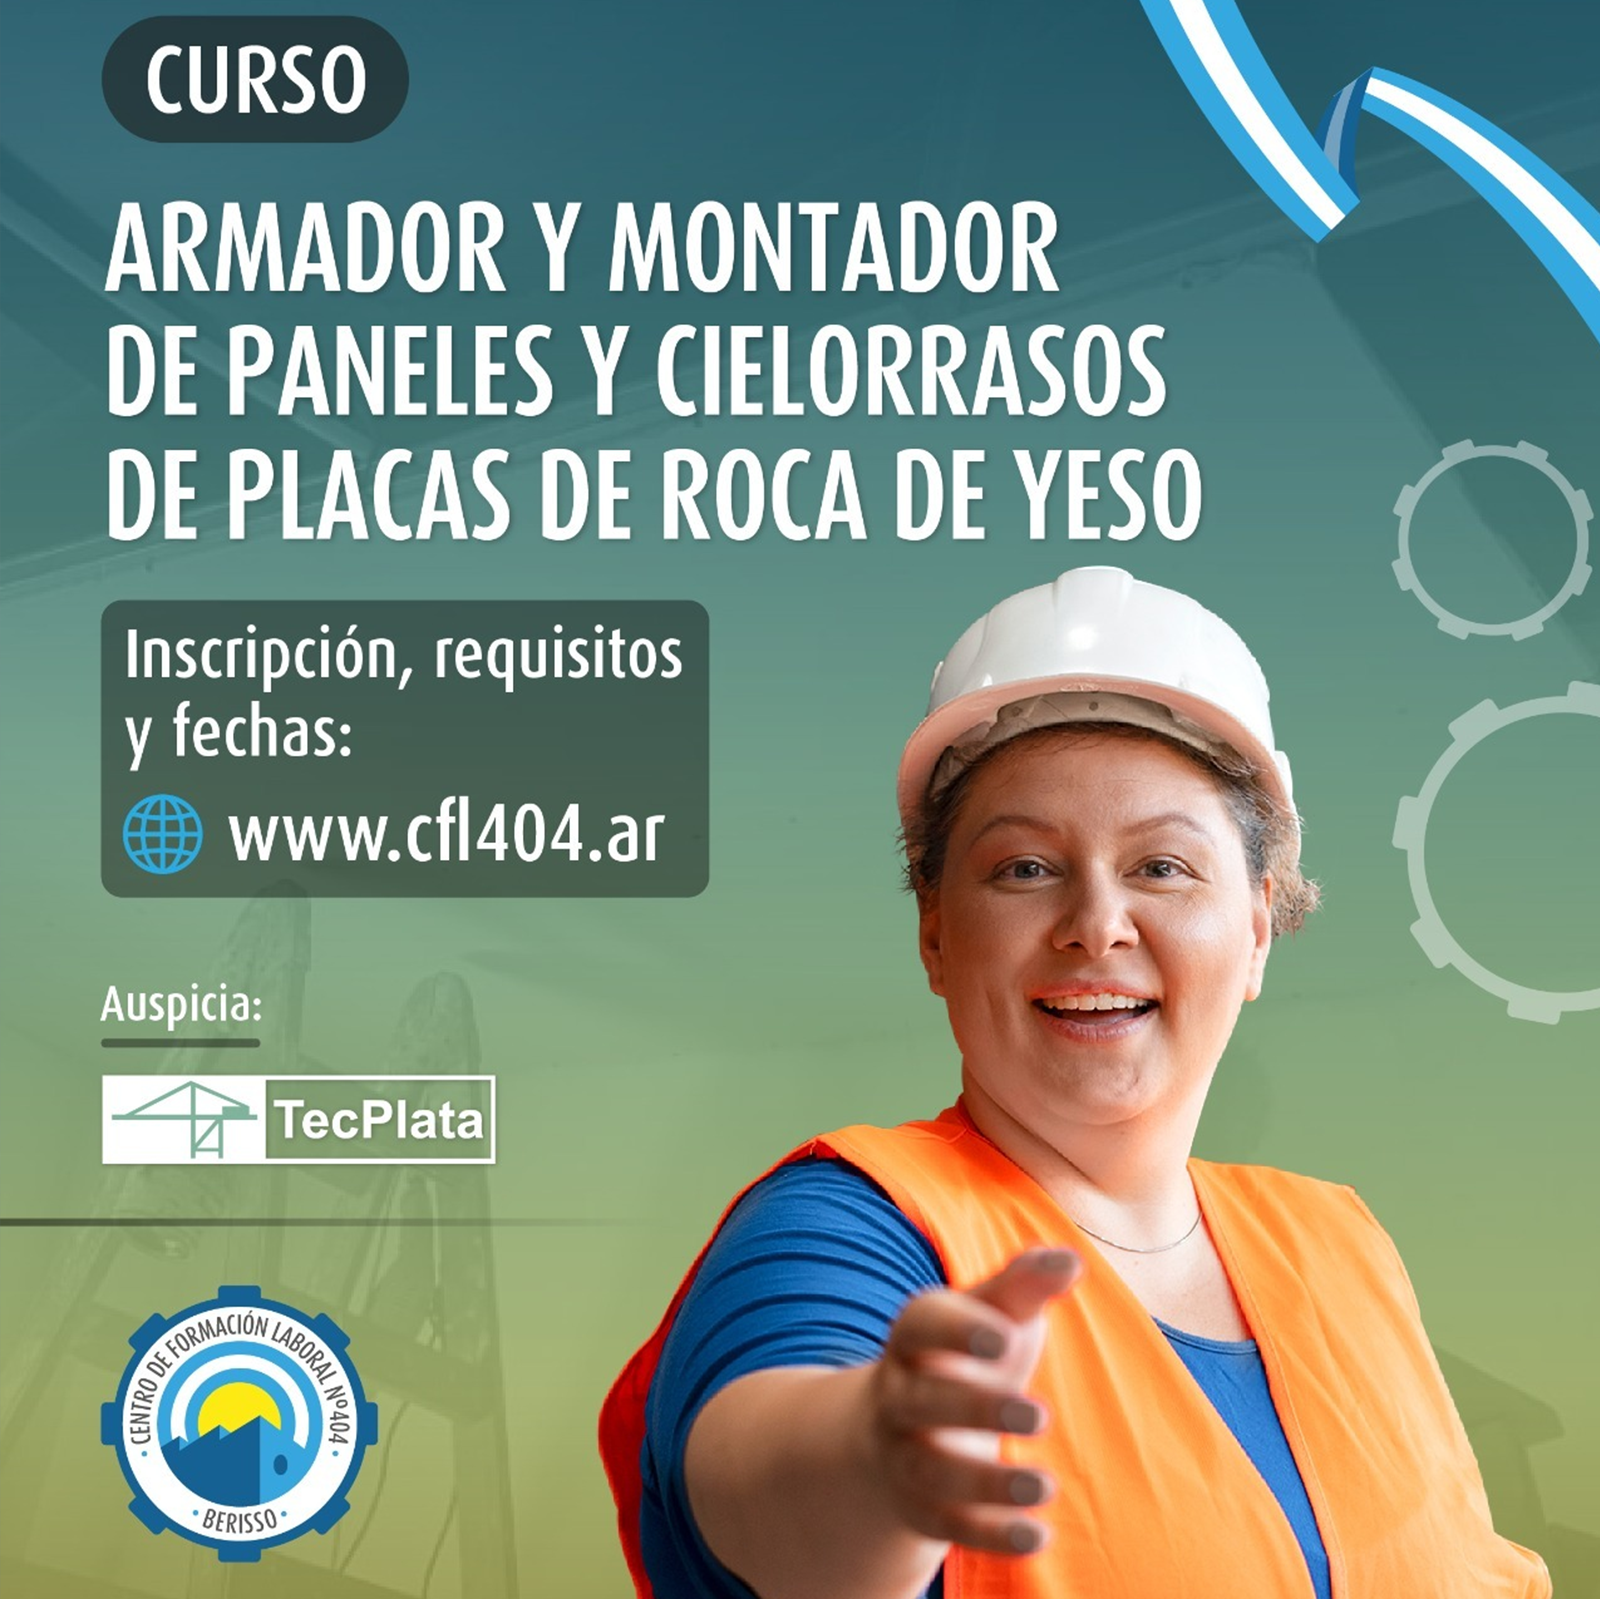 CURSO
ARMADOR Y MONTADOR
DE PANELES Y CIELORRASOS
DE PLACAS DE ROCA DE YESO
Inscripción, requisitos
y fechas:
www.cfl404.ar
Auspicia:
TecPlata
· CENTRO DE FORMACIÓN LABORAL Nº404 ·
· BERISSO ·